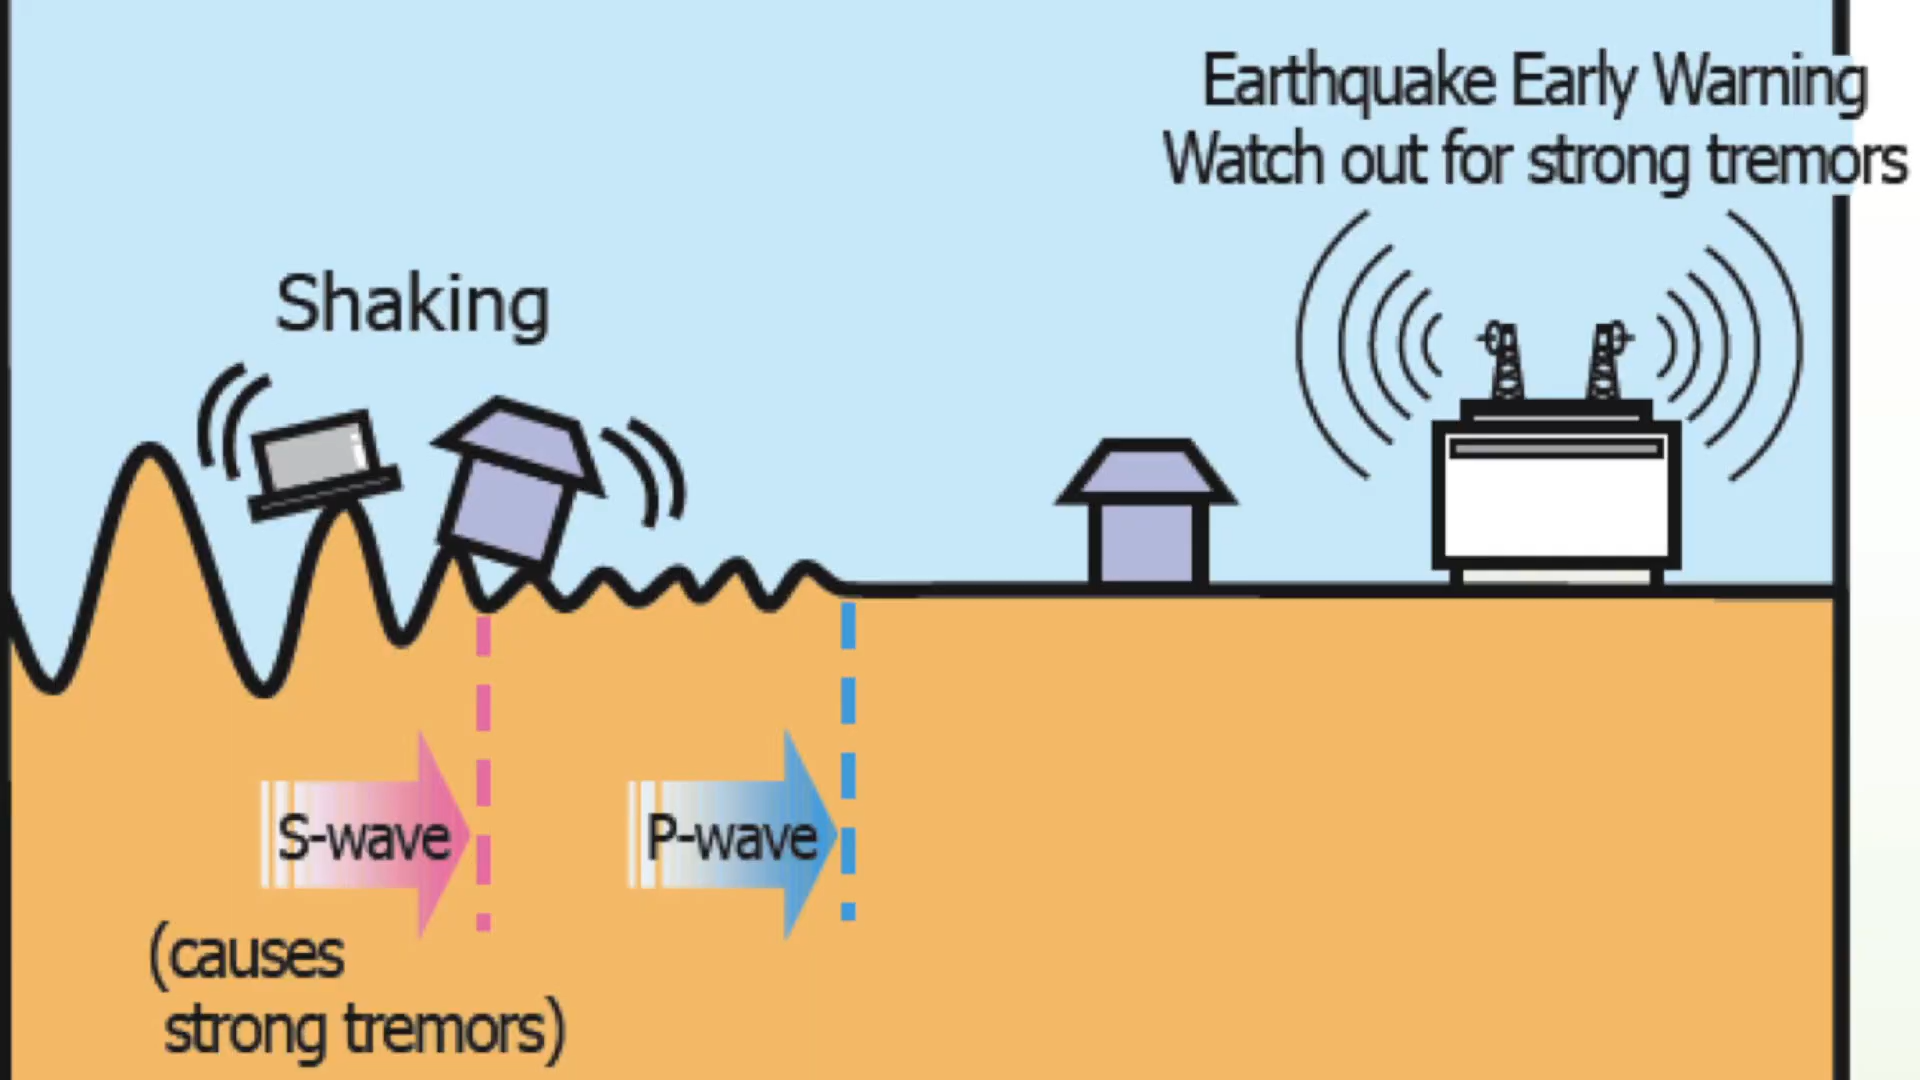 Earthquake Early Warning
Watch out for strong tremors
Shaking
S-wave
P-wave
(causes
strong tremors)